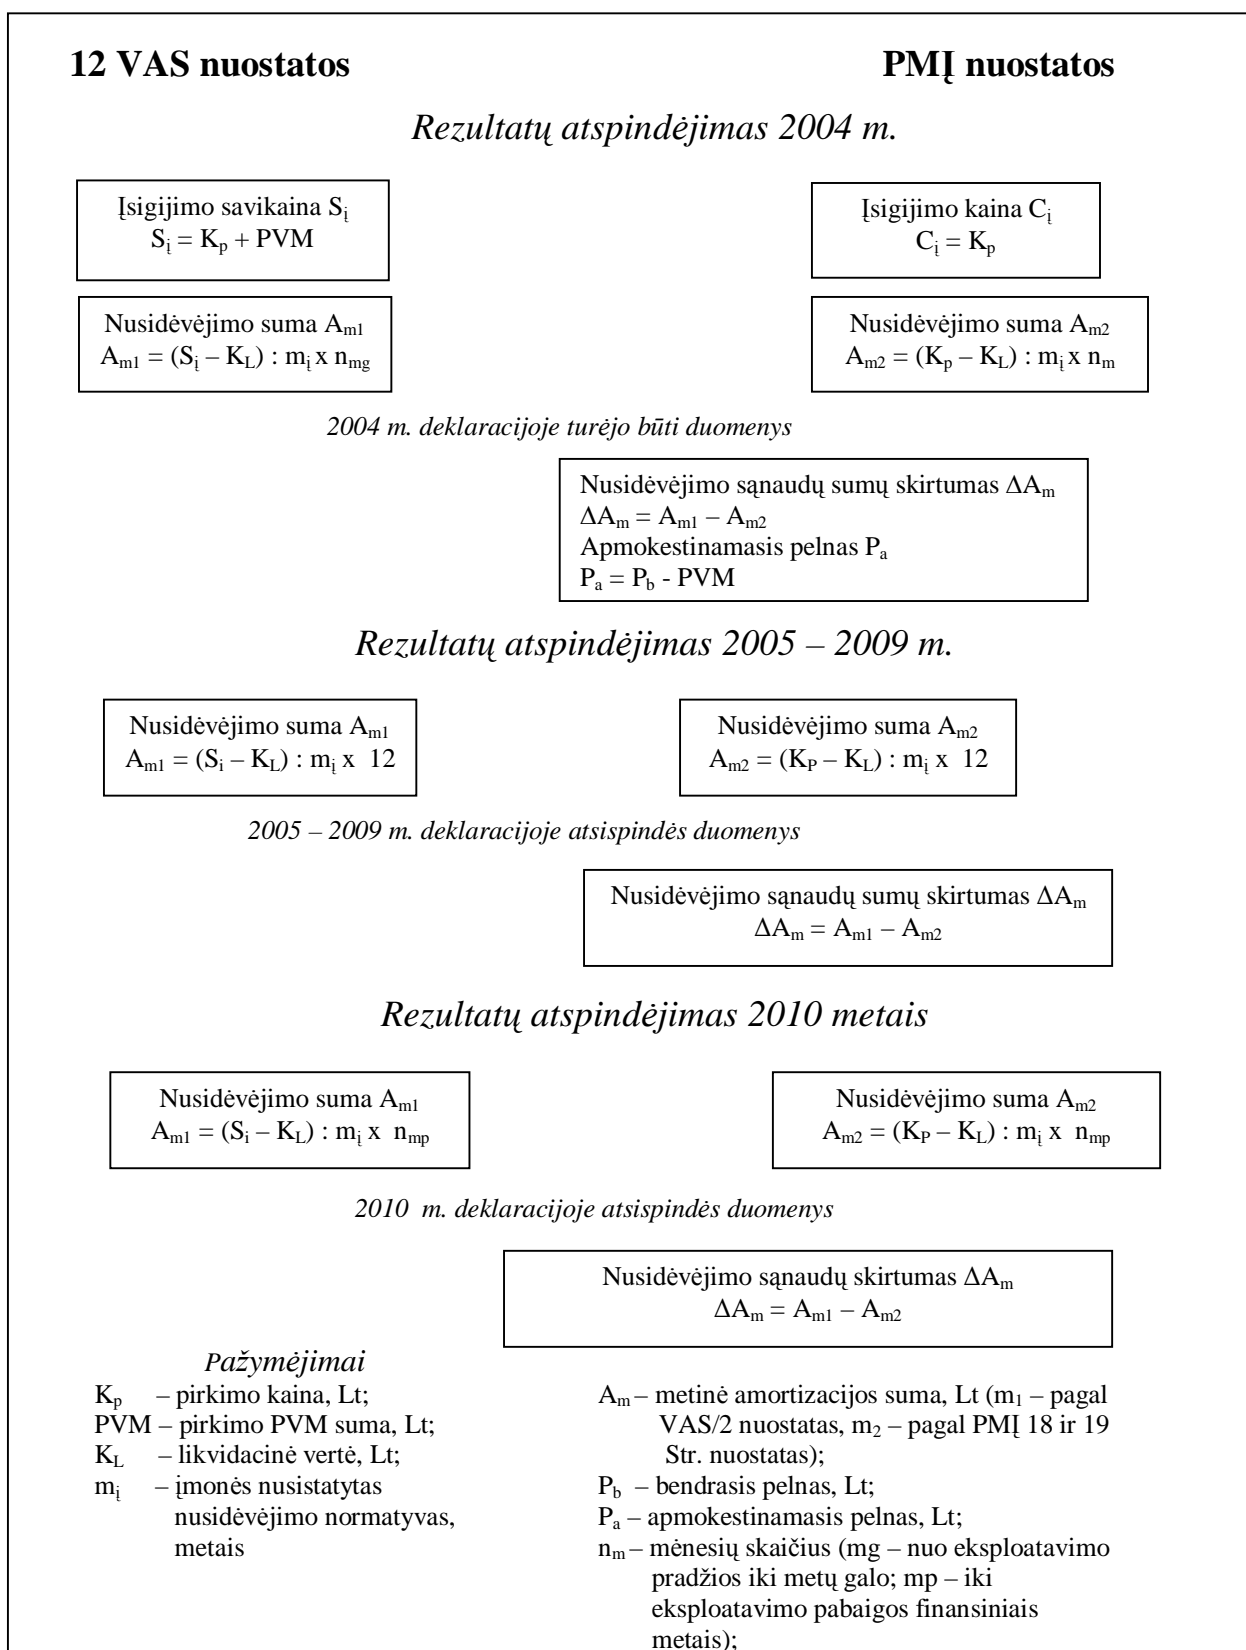 12 VAS nuostatos PMĮ nuostatos
Rezultatų atspindėjimas 2004 m.
Įsigijimo savikaina Sį
Sį = Kp + PVM
Įsigijimo kaina Cį
Cį = Kp
Nusidėvėjimo suma Am1
Am1 = (Sį – KL) : mį x nmg
Nusidėvėjimo suma Am2
Am2 = (Kp – KL) : mį x nm
2004 m. deklaracijoje turėjo būti duomenys
Nusidėvėjimo sąnaudų sumų skirtumas ΔAm
ΔAm = Am1 – Am2
Apmokestinamasis pelnas Pa
Pa = Pb - PVM
Rezultatų atspindėjimas 2005 – 2009 m.
Nusidėvėjimo suma Am1
Am1 = (Si – KL) : mį x 12
Nusidėvėjimo suma Am2
Am2 = (KP – KL) : mį x 12
2005 – 2009 m. deklaracijoje atsispindės duomenys
Nusidėvėjimo sąnaudų sumų skirtumas ΔAm
ΔAm = Am1 – Am2
Rezultatų atspindėjimas 2010 metais
Nusidėvėjimo suma Am1
Am1 = (Si – KL) : mį x nmp
Nusidėvėjimo suma Am2
Am2 = (KP – KL) : mį x nmp
2010 m. deklaracijoje atsispindės duomenys
Nusidėvėjimo sąnaudų skirtumas ΔAm
ΔAm = Am1 – Am2
Pažymėjimai
Kp – pirkimo kaina, Lt;
PVM – pirkimo PVM suma, Lt;
KL – likvidacinė vertė, Lt;
mį – įmonės nusistatytas
nusidėvėjimo normatyvas,
metais
Am – metinė amortizacijos suma, Lt (m1 – pagal
VAS/2 nuostatas, m2 – pagal PMĮ 18 ir 19
Str. nuostatas);
Pb – bendrasis pelnas, Lt;
Pa – apmokestinamasis pelnas, Lt;
nm – mėnesių skaičius (mg – nuo eksploatavimo
pradžios iki metų galo; mp – iki
eksploatavimo pabaigos finansiniais
metais);